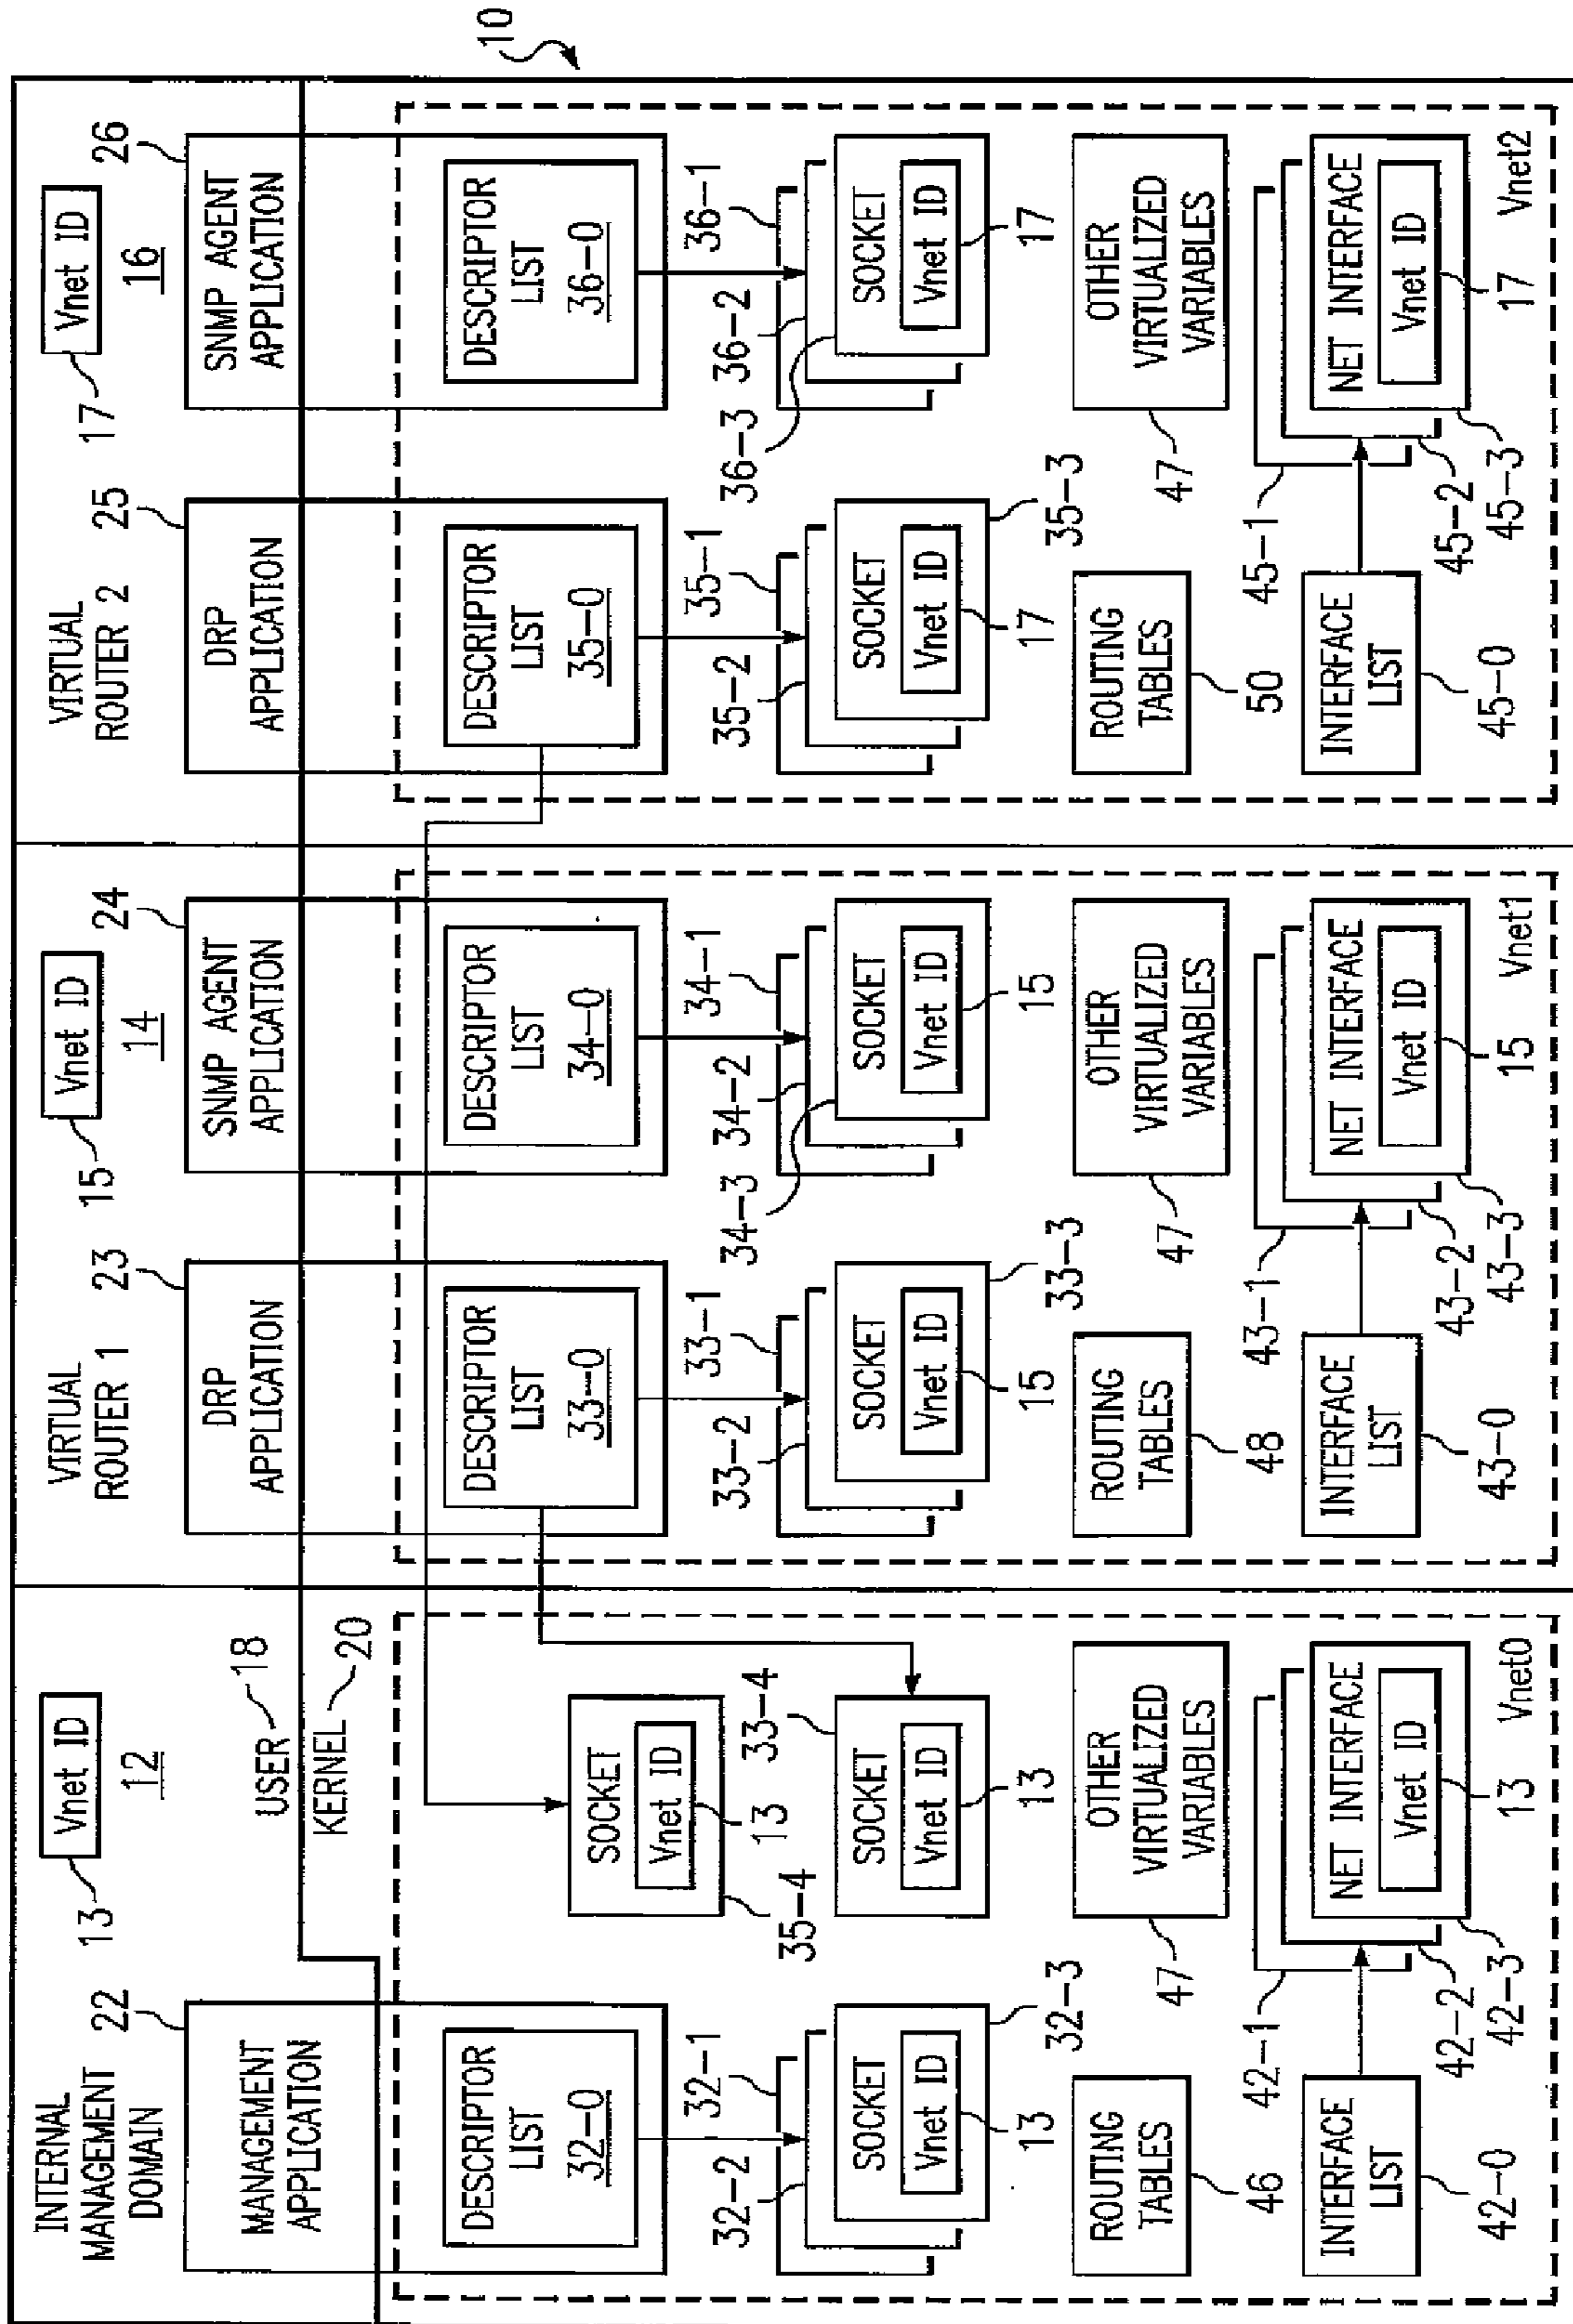 10
INTERNAL
MANAGEMENT
DOMAIN
22
MANAGEMENT
APPLICATION
13
Vnet ID
12
USER
18
KERNEL
20
DESCRIPTOR
LIST
32-0
32-1
32-2
SOCKET
Vnet ID
13
32-3
SOCKET
Vnet ID
13
35-4
33-4
SOCKET
Vnet ID
13
ROUTING
TABLES
46
OTHER
VIRTUALIZED
VARIABLES
47
INTERFACE
LIST
42-0
42-1
42-2
42-3
NET INTERFACE
Vnet ID
13
Vnet0
VIRTUAL
ROUTER 1
23
DRP
APPLICATION
15
Vnet ID
14
24
SNMP AGENT
APPLICATION
DESCRIPTOR
LIST
33-0
DESCRIPTOR
LIST
34-0
33-1
33-2
SOCKET
Vnet ID
15
33-3
34-1
34-2
34-3
SOCKET
Vnet ID
15
ROUTING
TABLES
48
OTHER
VIRTUALIZED
VARIABLES
47
INTERFACE
LIST
43-0
43-1
43-2
43-3
NET INTERFACE
Vnet ID
15
Vnet1
VIRTUAL
ROUTER 2
25
DRP
APPLICATION
17
Vnet ID
16
26
SNMP AGENT
APPLICATION
DESCRIPTOR
LIST
35-0
DESCRIPTOR
LIST
36-0
35-1
35-2
SOCKET
Vnet ID
17
35-3
36-1
36-2
36-3
SOCKET
Vnet ID
17
ROUTING
TABLES
50
OTHER
VIRTUALIZED
VARIABLES
47
INTERFACE
LIST
45-0
45-1
45-2
45-3
NET INTERFACE
Vnet ID
17
Vnet2